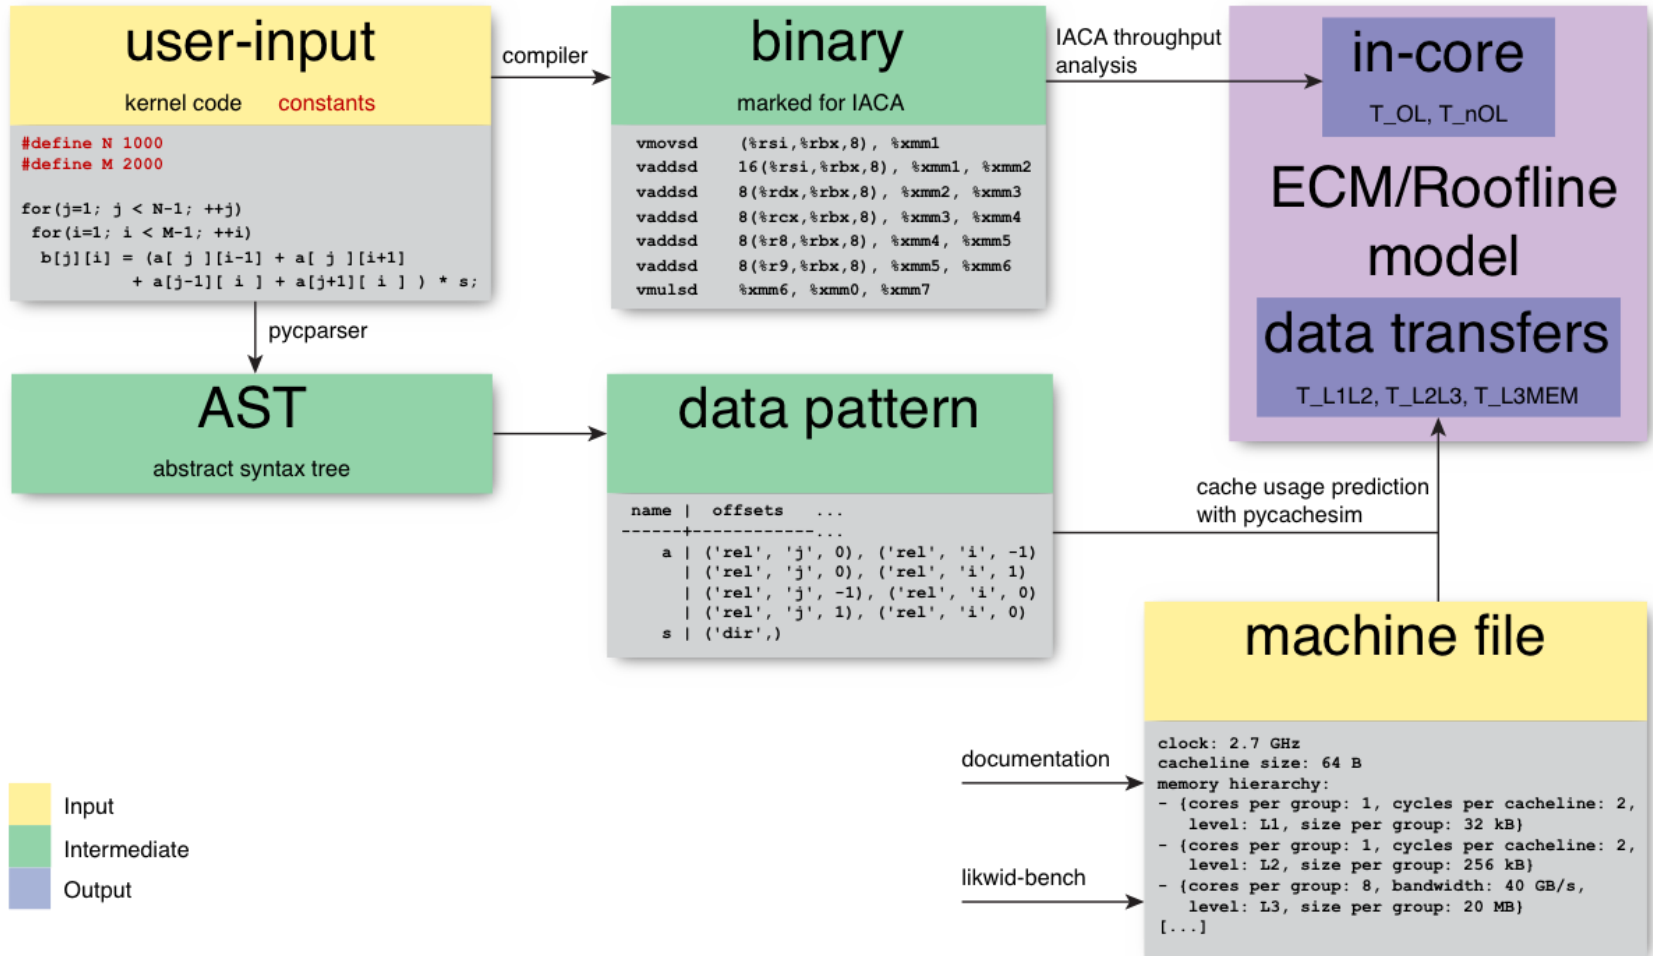 user-input
kernel code constants
#define N 1000
#define M 2000
for(j=1; j < N-1; ++j)
for(i=1; i < M-1; ++i)
b[j][i] = (a[ j ][i-1] + a[ j ][i+1]
+ a[j-1][ i ] + a[j+1][ i ] ) * s;
compiler
binary
marked for IACA
vmovsd (%rsi,%rbx,8), %xmm1
vaddsd 16(%rsi,%rbx,8), %xmm1, %xmm2
vaddsd 8(%rdx,%rbx,8), %xmm2, %xmm3
vaddsd 8(%rcx,%rbx,8), %xmm3, %xmm4
vaddsd 8(%r8,%rbx,8), %xmm4, %xmm5
vaddsd 8(%r9,%rbx,8), %xmm5, %xmm6
vmulsd %xmm6, %xmm0, %xmm7
IACA throughput
analysis
in-core
T_OL, T_nOL
ECM/Roofline
model
data transfers
T_L1L2, T_L2L3, T_L3MEM
pycparser
AST
abstract syntax tree
data pattern
name | offsets ...
------+------------...
a | ('rel', 'j', 0), ('rel', 'i', -1)
| ('rel', 'j', 0), ('rel', 'i', 1)
| ('rel', 'j', -1), ('rel', 'i', 0)
| ('rel', 'j', 1), ('rel', 'i', 0)
s | ('dir',)
cache usage prediction
with pycachesim
machine file
clock: 2.7 GHz
cacheline size: 64 B
memory hierarchy:
- {cores per group: 1, cycles per cacheline: 2,
level: L1, size per group: 32 kB}
- {cores per group: 1, cycles per cacheline: 2,
level: L2, size per group: 256 kB}
- {cores per group: 8, bandwidth: 40 GB/s,
level: L3, size per group: 20 MB}
[...]
documentation
likwid-bench
Input
Intermediate
Output